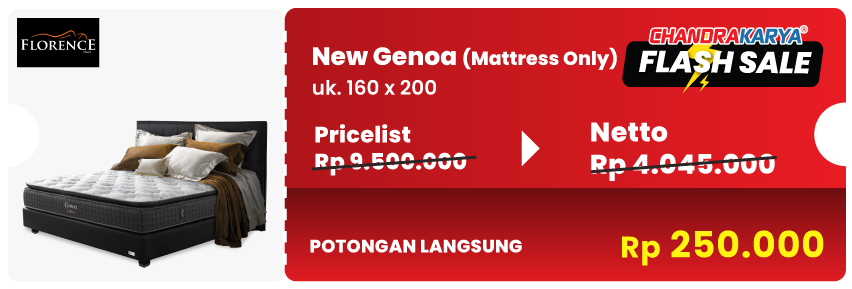 FLORENCE
New Genoa (Mattress Only)
uk. 160 x 200
CHANDRAKARYA®
FLASH SALE
Pricelist
Rp 9.500.000
Netto
Rp 4.045.000
POTONGAN LANGSUNG
Rp 250.000
Genoa